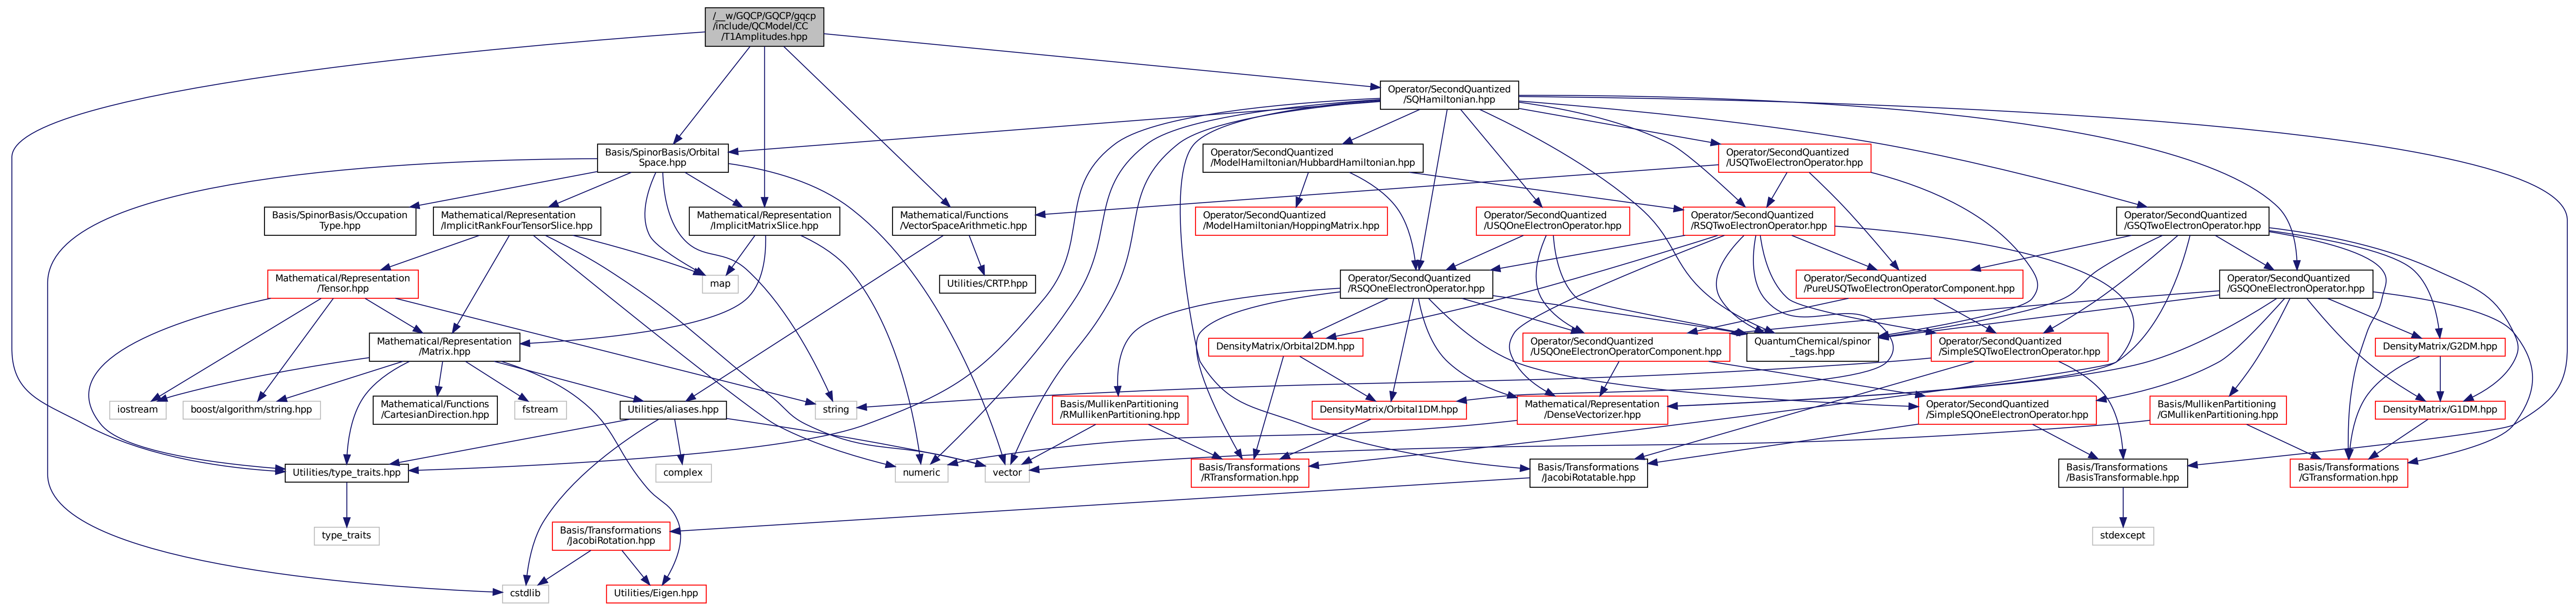 /__w/GQCP/GQCP/gqcp
/include/QCModel/CC
/T1Amplitudes.hpp
Operator/SecondQuantized
/SQHamiltonian.hpp
Basis/SpinorBasis/Orbital
Space.hpp
Operator/SecondQuantized
/ModelHamiltonian/HubbardHamiltonian.hpp
Operator/SecondQuantized
/USQTwoElectronOperator.hpp
Basis/SpinorBasis/Occupation
Type.hpp
Mathematical/Representation
/ImplicitRankFourTensorSlice.hpp
Mathematical/Representation
/ImplicitMatrixSlice.hpp
Mathematical/Functions
/VectorSpaceArithmetic.hpp
Operator/SecondQuantized
/ModelHamiltonian/HoppingMatrix.hpp
Operator/SecondQuantized
/USQOneElectronOperator.hpp
Operator/SecondQuantized
/RSQTwoElectronOperator.hpp
Operator/SecondQuantized
/GSQTwoElectronOperator.hpp
Mathematical/Representation
/Tensor.hpp
map
Utilities/CRTP.hpp
Operator/SecondQuantized
/RSQOneElectronOperator.hpp
Operator/SecondQuantized
/PureUSQTwoElectronOperatorComponent.hpp
Operator/SecondQuantized
/GSQOneElectronOperator.hpp
Mathematical/Representation
/Matrix.hpp
DensityMatrix/Orbital2DM.hpp
Operator/SecondQuantized
/USQOneElectronOperatorComponent.hpp
QuantumChemical/spinor
_tags.hpp
Operator/SecondQuantized
/SimpleSQTwoElectronOperator.hpp
DensityMatrix/G2DM.hpp
iostream
boost/algorithm/string.hpp
Mathematical/Functions
/CartesianDirection.hpp
fstream
Utilities/aliases.hpp
string
Basis/MullikenPartitioning
/RMullikenPartitioning.hpp
DensityMatrix/Orbital1DM.hpp
Mathematical/Representation
/DenseVectorizer.hpp
Operator/SecondQuantized
/SimpleSQOneElectronOperator.hpp
Basis/MullikenPartitioning
/GMullikenPartitioning.hpp
DensityMatrix/G1DM.hpp
Utilities/type_traits.hpp
complex
numeric
vector
Basis/Transformations
/RTransformation.hpp
Basis/Transformations
/JacobiRotatable.hpp
Basis/Transformations
/BasisTransformable.hpp
Basis/Transformations
/GTransformation.hpp
type_traits
Basis/Transformations
/JacobiRotation.hpp
stdexcept
cstdlib
Utilities/Eigen.hpp